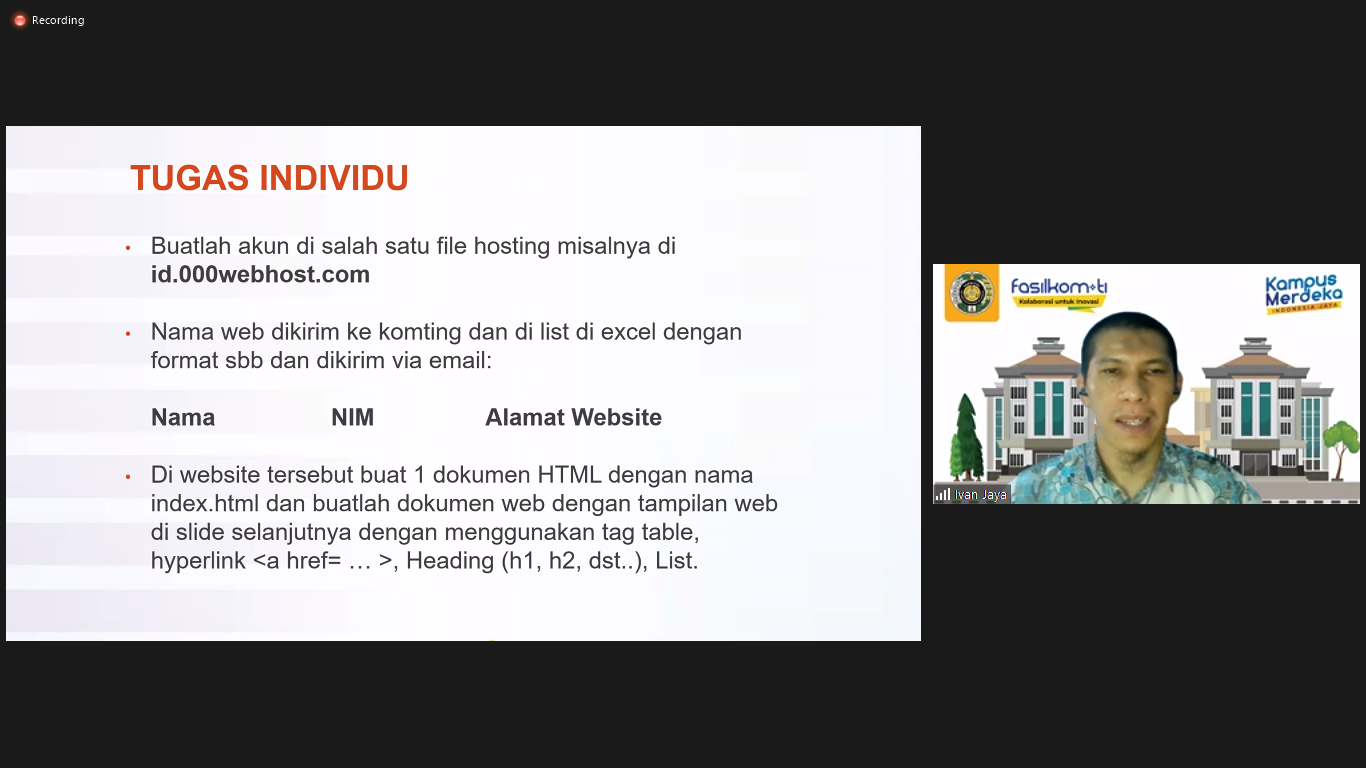 Recording
TUGAS INDIVIDU
• Buatlah akun di salah satu file hosting misalnya di
id.000webhost.com
• Nama web dikirim ke komting dan di list di excel dengan
format sbb dan dikirim via email:
Nama NIM Alamat Website
• Di website tersebut buat 1 dokumen HTML dengan nama
index.html dan buatlah dokumen web dengan tampilan web
di slide selanjutnya dengan menggunakan tag table,
hyperlink <a href= … >, Heading (h1, h2, dst..), List.
fasilkom-ti
Kolaborasi untuk Inovasi
Kampus
Merdeka
INDONESIA JAYA
Ivan Jaya